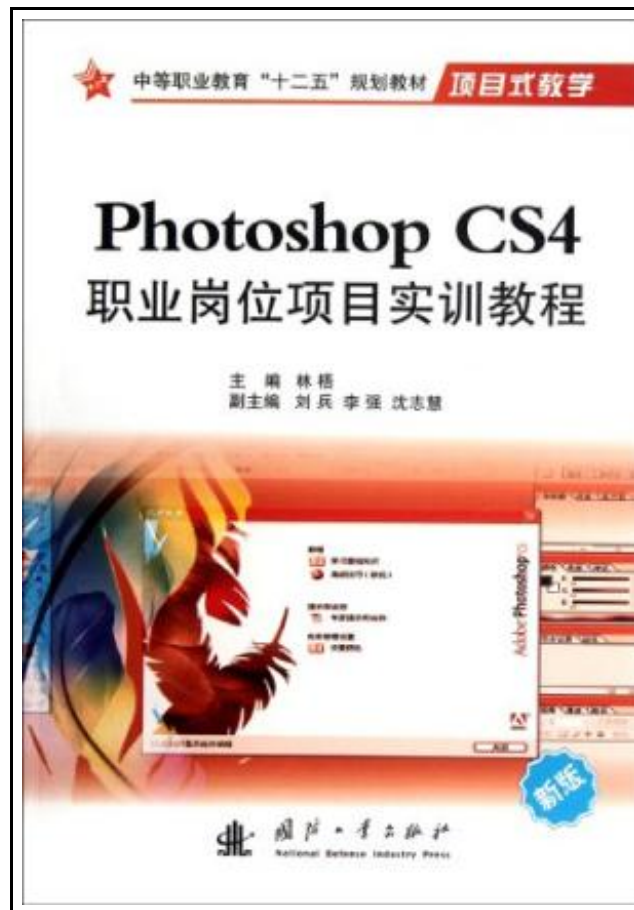 中等职业教育“十二五”规划教材
项目式教学
Photoshop CS4
职业岗位项目实训教程
主 编 林梧
副主编 刘兵 李强 沈志慧
Adobe Photoshop
新版
国防工业出版社
National Defense Industry Press